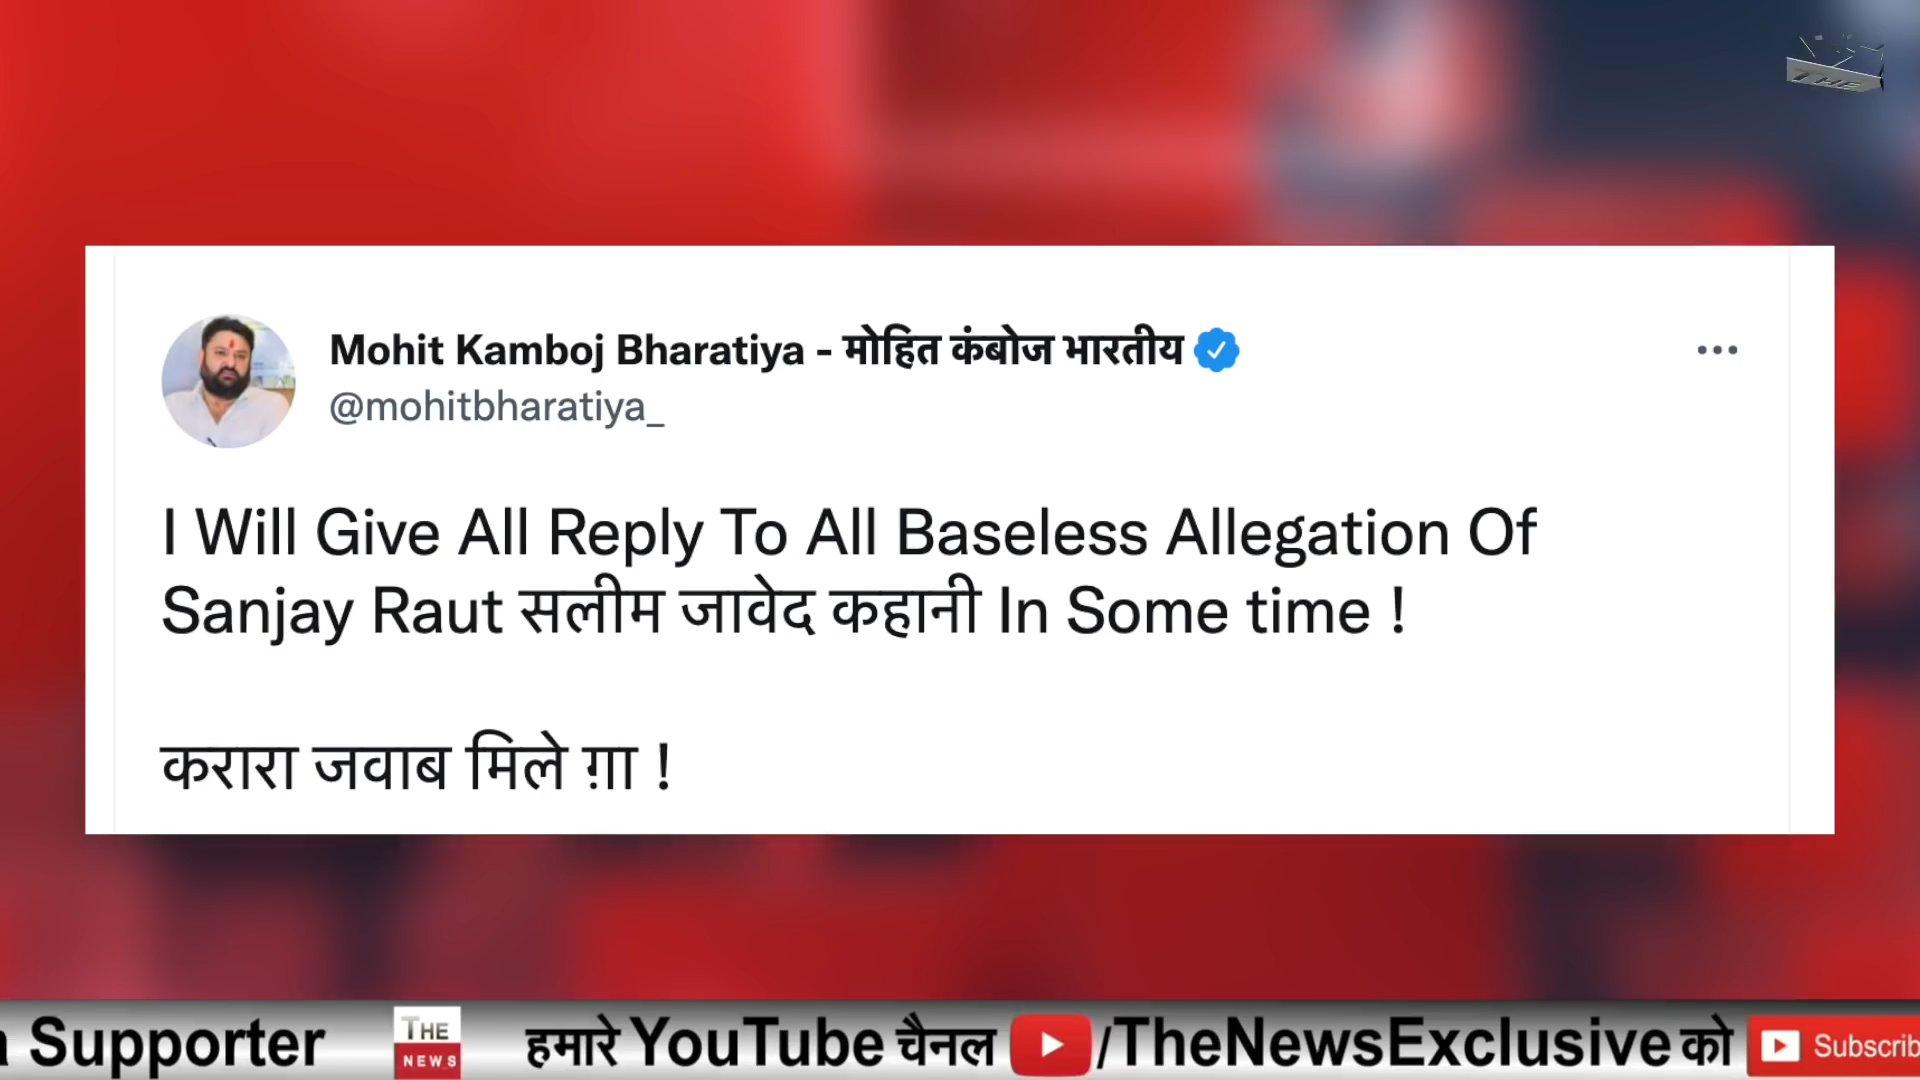 THE
Mohit Kamboj Bharatiya - मोहित कंबोज भारतीय
@mohitbharatiya_
I Will Give All Reply To All Baseless Allegation Of
Sanjay Raut सलीम जावेद कहानी In Some time !
करारा जवाब मिले ग़ा !
Supporter THE NEWS हमारे YouTube चैनल /TheNewsExclusive को